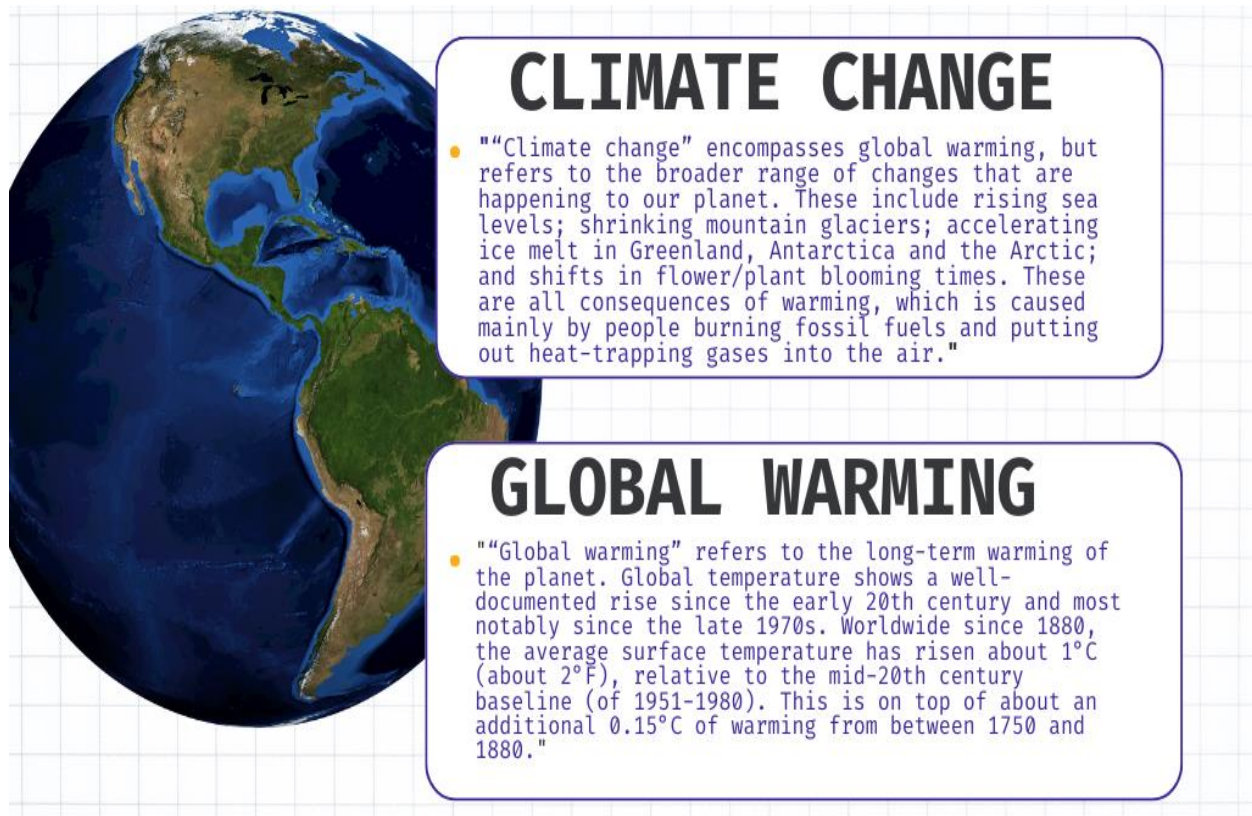 CLIMATE CHANGE
"“Climate change” encompasses global warming, but
refers to the broader range of changes that are
happening to our planet. These include rising sea
levels; shrinking mountain glaciers; accelerating
ice melt in Greenland, Antarctica and the Arctic;
and shifts in flower/plant blooming times. These
are all consequences of warming, which is caused
mainly by people burning fossil fuels and putting
out heat-trapping gases into the air."
GLOBAL WARMING
"“Global warming” refers to the long-term warming of
the planet. Global temperature shows a well-
documented rise since the early 20th century and most
notably since the late 1970s. Worldwide since 1880,
the average surface temperature has risen about 1°C
(about 2°F), relative to the mid-20th century
baseline (of 1951-1980). This is on top of about an
additional 0.15°C of warming from between 1750 and
1880."